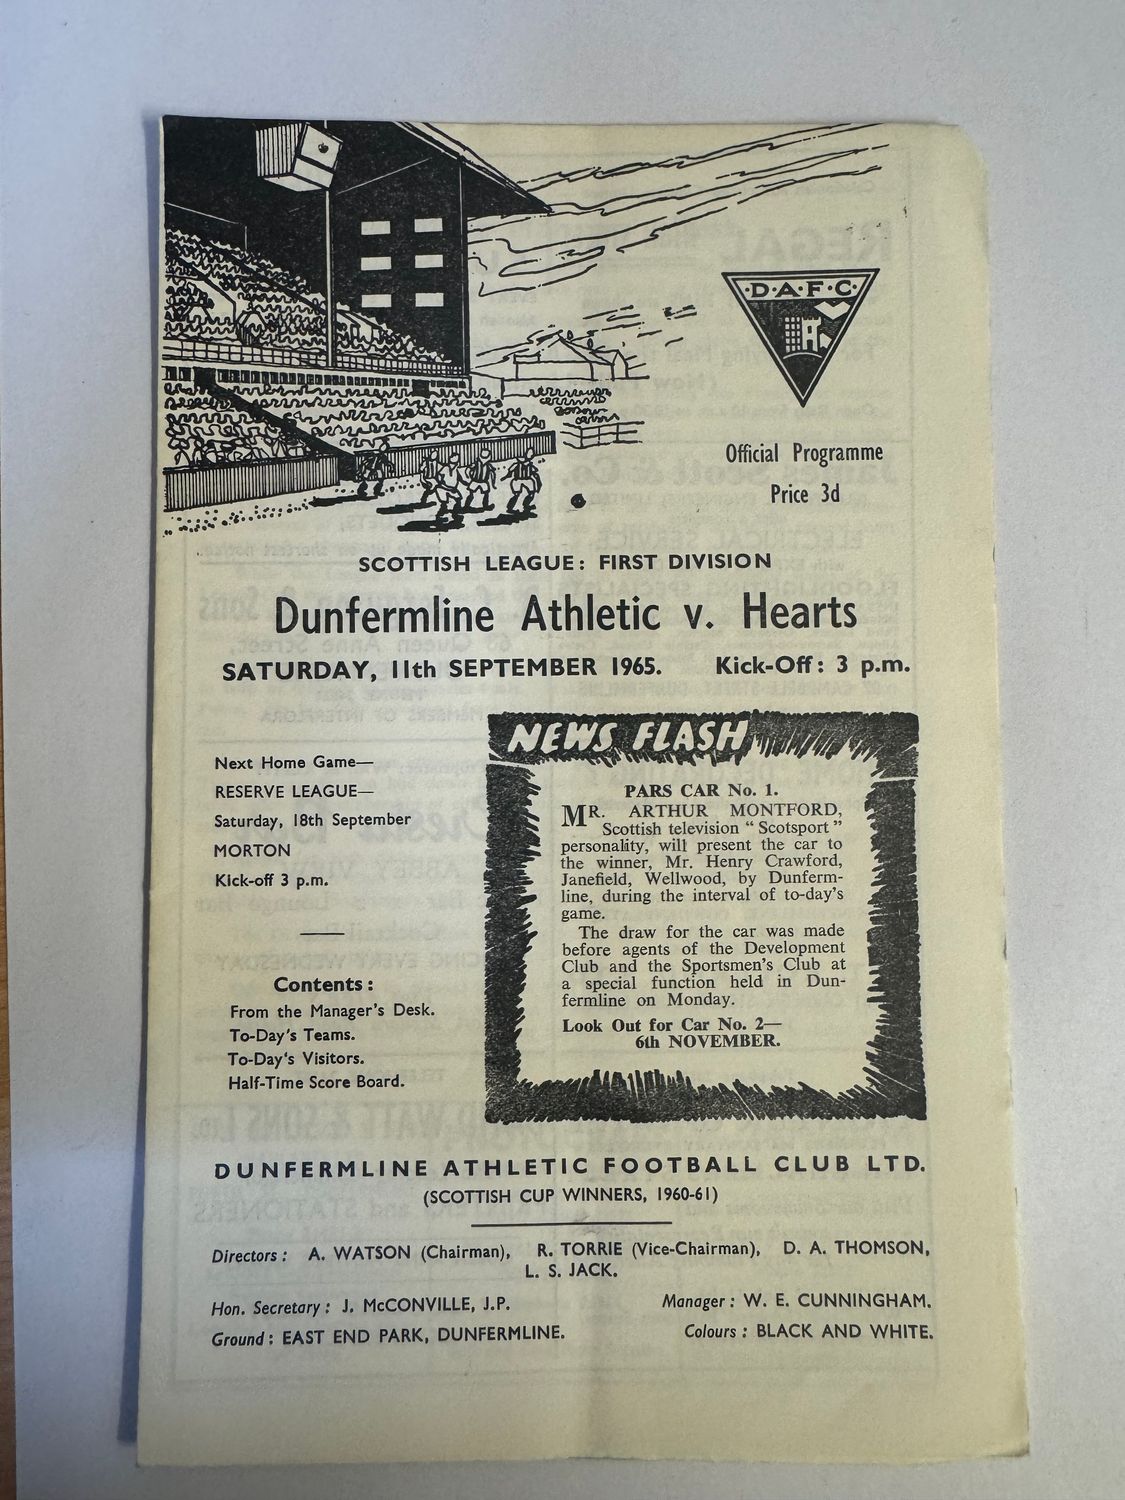 D·A·F·C·
Official Programme
Price 3d
SCOTTISH LEAGUE: FIRST DIVISION
Dunfermline Athletic v. Hearts
SATURDAY, 11th SEPTEMBER 1965. Kick-Off: 3 p.m.
Next Home Game—
RESERVE LEAGUE—
Saturday, 18th September
MORTON
Kick-off 3 p.m.
Contents:
From the Manager's Desk.
To-Day's Teams.
To-Day's Visitors.
Half-Time Score Board.
NEWS FLASH
PARS CAR No. 1.
MR. ARTHUR MONTFORD,
Scottish television "Scotsport"
personality, will present the car to
the winner, Mr. Henry Crawford,
Janefield, Wellwood, by Dunferm-
line, during the interval of to-day's
game.
The draw for the car was made
before agents of the Development
Club and the Sportsmen's Club at
a special function held in Dun-
fermline on Monday.
Look Out for Car No. 2—
6th NOVEMBER.
DUNFERMLINE ATHLETIC FOOTBALL CLUB LTD.
(SCOTTISH CUP WINNERS, 1960-61)
Directors: A. WATSON (Chairman), R. TORRIE (Vice-Chairman), D. A. THOMSON,
L. S. JACK.
Hon. Secretary: J. McCONVILLE, J.P. Manager: W. E. CUNNINGHAM.
Ground: EAST END PARK, DUNFERMLINE. Colours: BLACK AND WHITE.